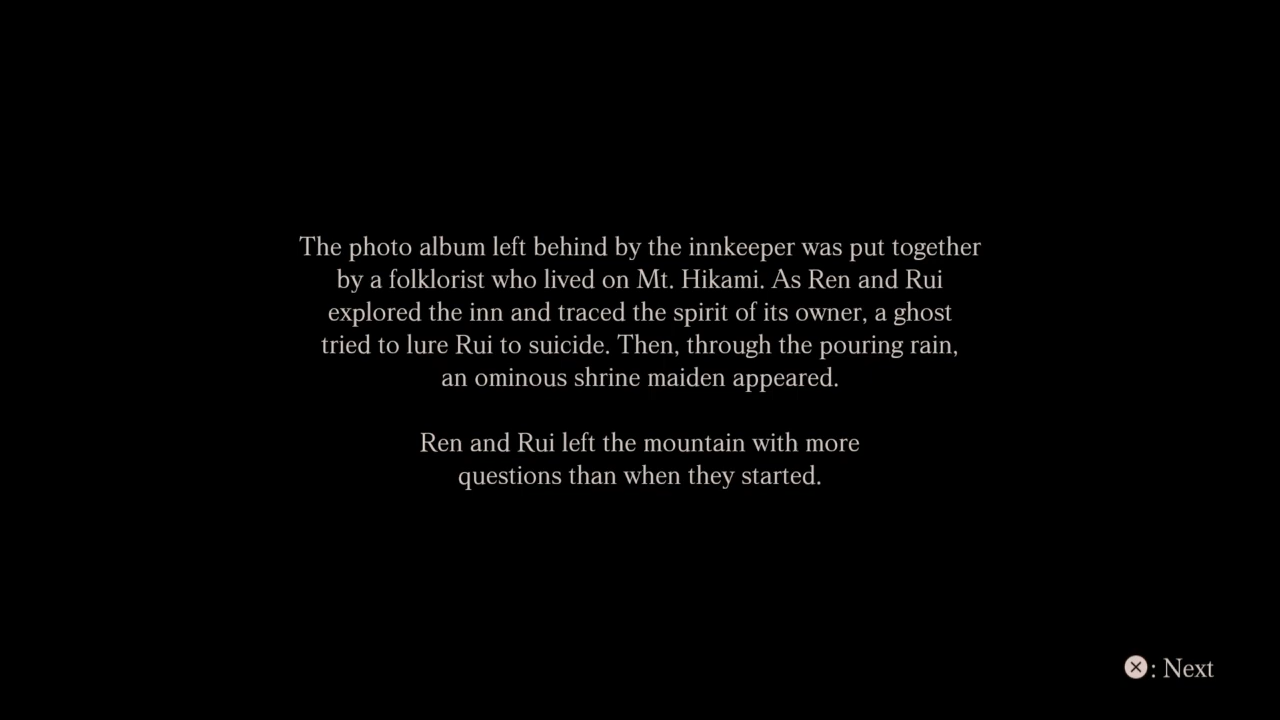 The photo album left behind by the innkeeper was put together
by a folklorist who lived on Mt. Hikami. As Ren and Rui
explored the inn and traced the spirit of its owner, a ghost
tried to lure Rui to suicide. Then, through the pouring rain,
an ominous shrine maiden appeared.
Ren and Rui left the mountain with more
questions than when they started.
: Next